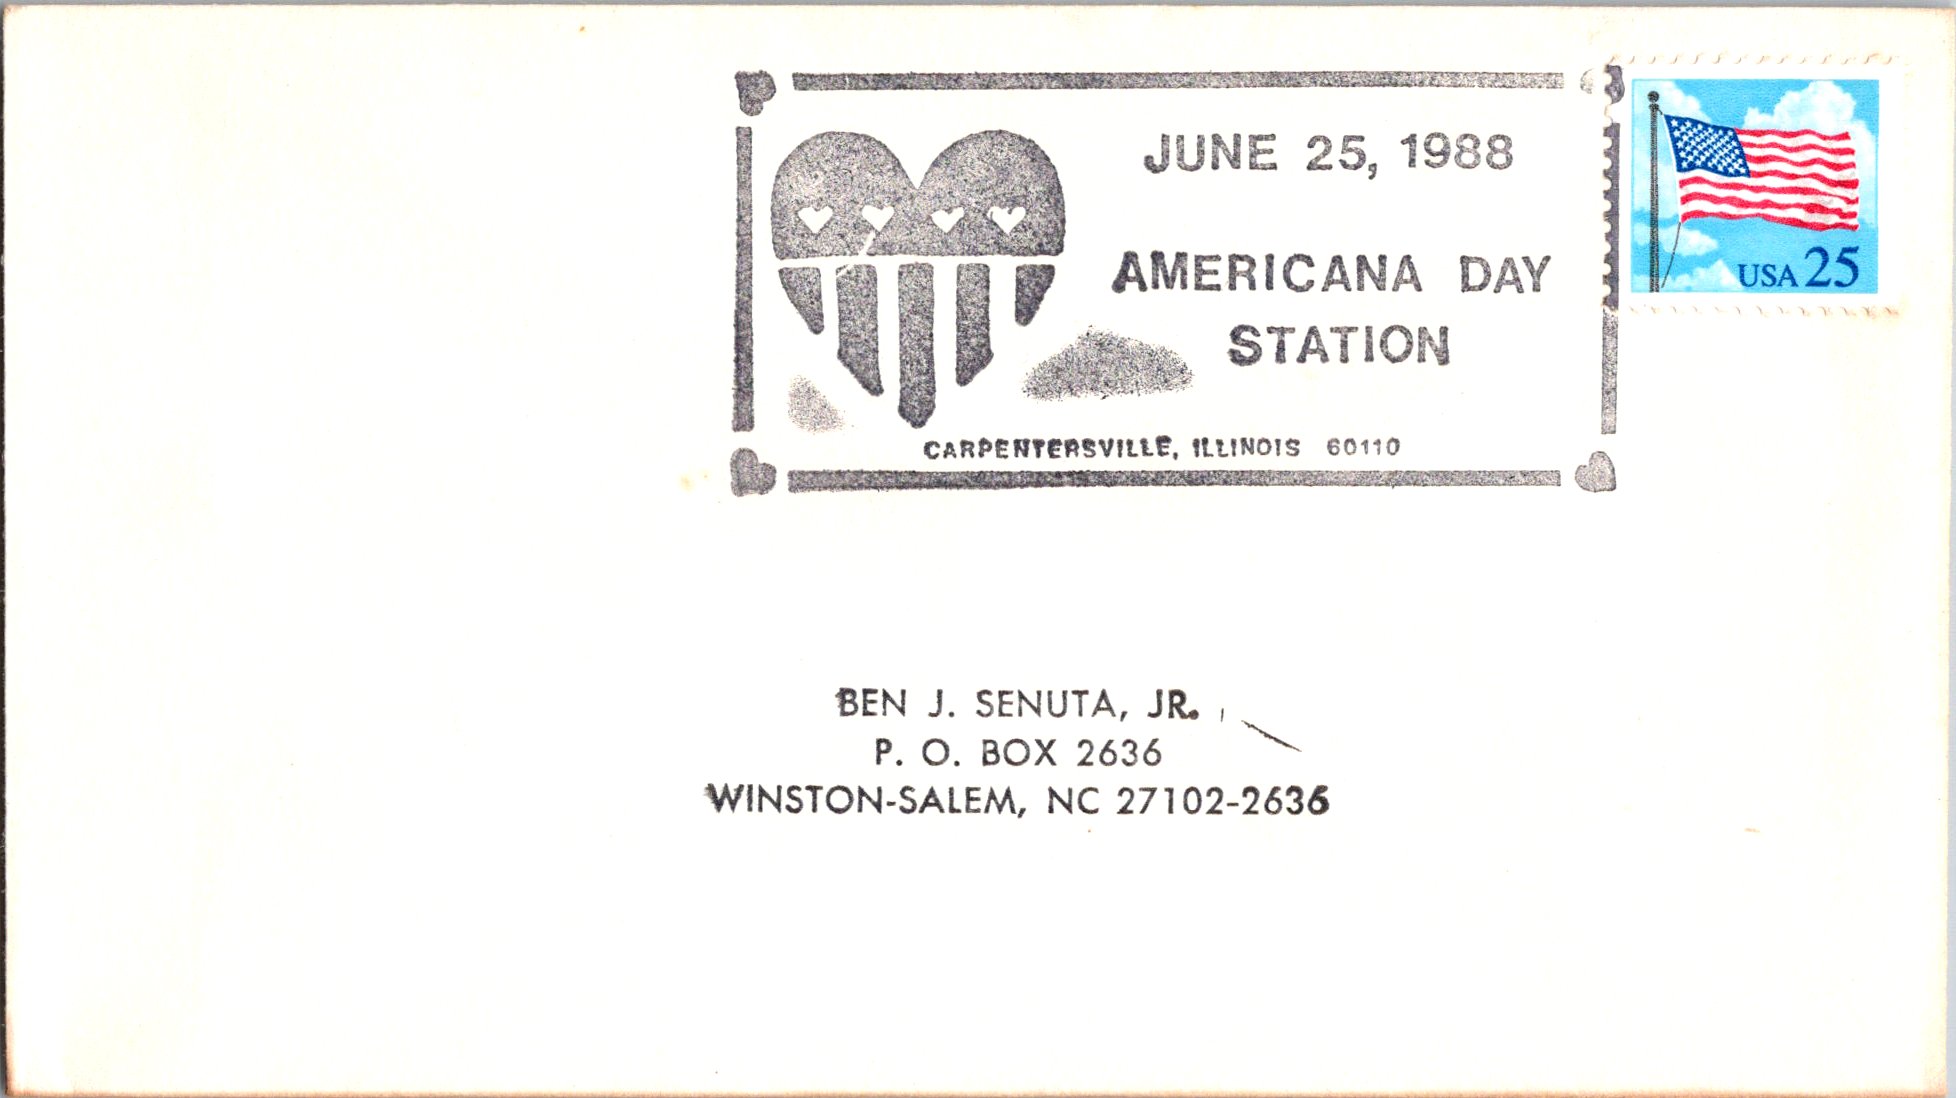 JUNE 25, 1988
AMERICANA DAY
STATION
CARPENTERSVILLE, ILLINOIS 60110
USA 25
BEN J. SENUTA, JR.
P. O. BOX 2636
WINSTON-SALEM, NC 27102-2636